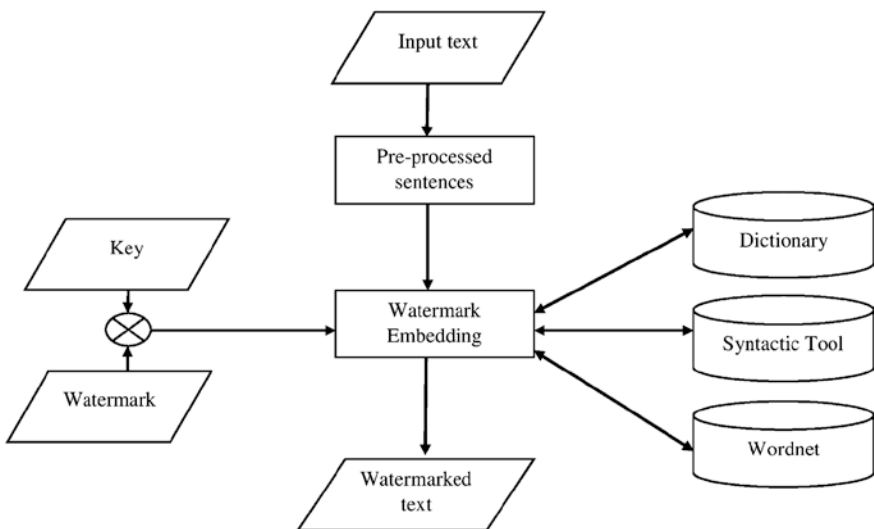 Input text
Pre-processed
sentences
Key
Dictionary
Watermark
Embedding
Syntactic Tool
Watermark
Wordnet
Watermarked
text